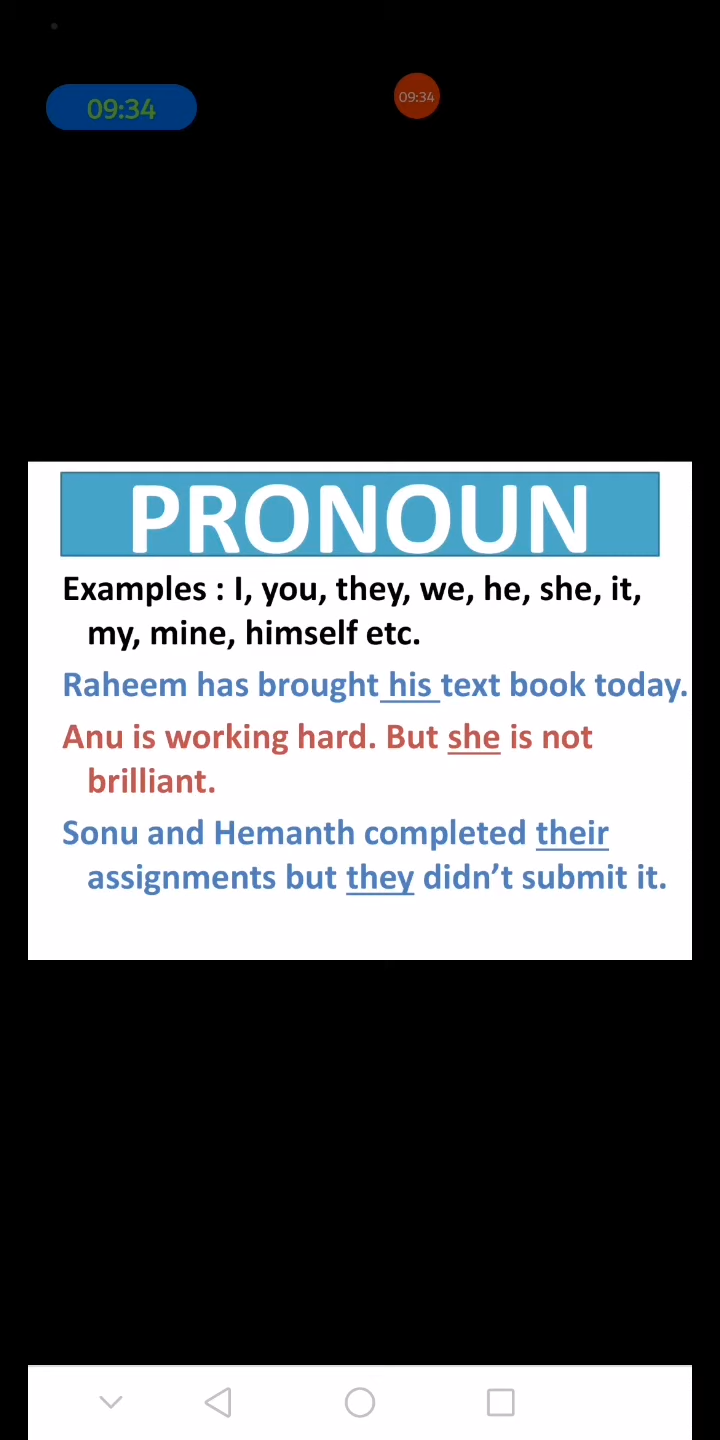 09:34
09:34
PRONOUN
Examples : I, you, they, we, he, she, it,
my, mine, himself etc.
Raheem has brought his text book today.
Anu is working hard. But she is not
brilliant.
Sonu and Hemanth completed their
assignments but they didn't submit it.